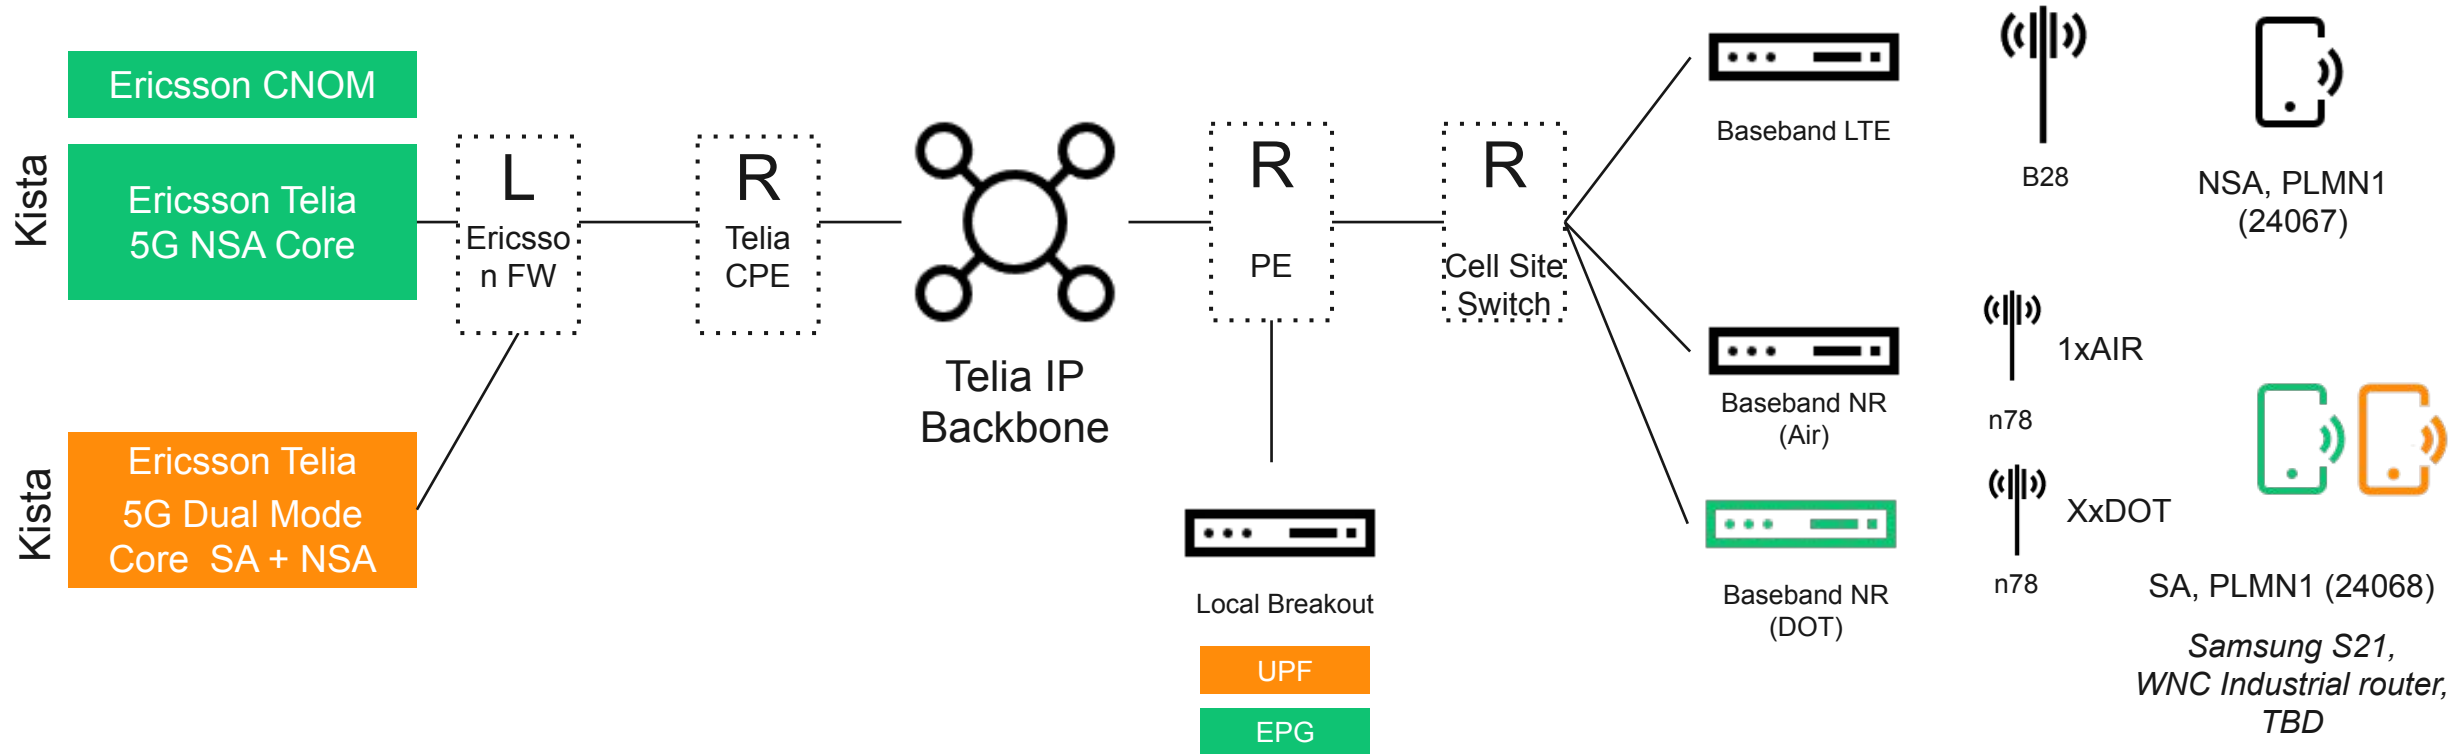 Kista
Ericsson CNOM
Ericsson Telia
5G NSA Core
Kista
Ericsson Telia
5G Dual Mode
Core SA + NSA
L
Ericsso
n FW
R
Telia
CPE
Telia IP
Backbone
R
PE
Local Breakout
UPF
EPG
R
Cell Site
Switch
Baseband LTE
B28
NSA, PLMN1
(24067)
Baseband NR
(Air)
1xAIR
n78
Baseband NR
(DOT)
XxDOT
n78
SA, PLMN1 (24068)
Samsung S21,
WNC Industrial router,
TBD